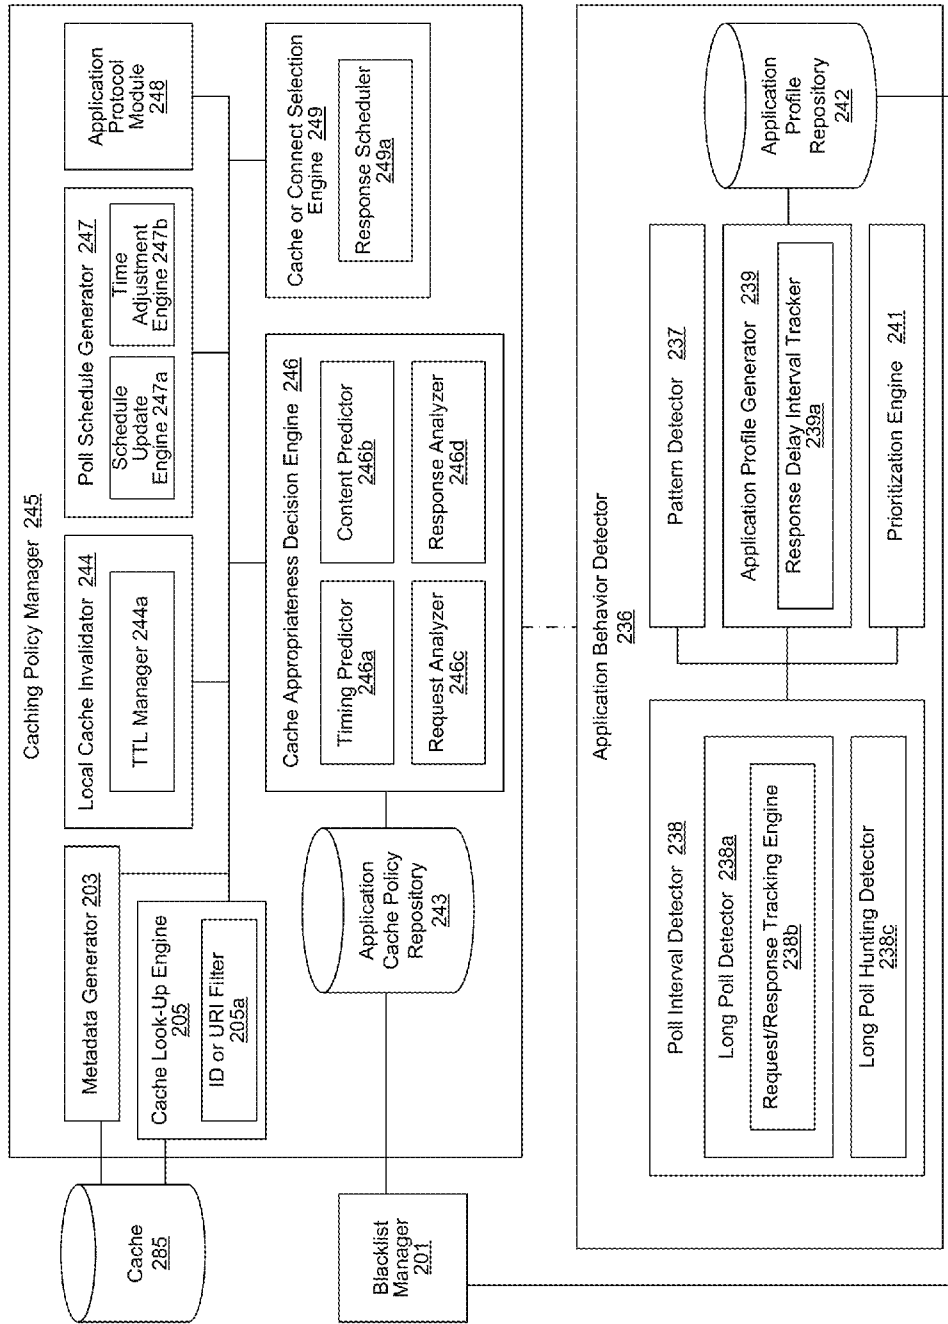 Caching Policy Manager 245
Metadata Generator 203
Cache
285
Cache Look-Up Engine
205
ID or URI Filter
205a
Local Cache Invalidator 244
TTL Manager 244a
Poll Schedule Generator 247
Schedule
Update
Engine 247a
Time
Adjustment
Engine 247b
Application
Protocol
Module
248
Blacklist
Manager
201
Application
Cache Policy
Repository
243
Cache Appropriateness Decision Engine 246
Timing Predictor
246a
Content Predictor
246b
Request Analyzer
246c
Response Analyzer
246d
Cache or Connect Selection
Engine 249
Response Scheduler
249a
Application Behavior Detector
236
Poll Interval Detector 238
Long Poll Detector 238a
Request/Response Tracking Engine
238b
Long Poll Hunting Detector
238c
Pattern Detector 237
Application Profile Generator 239
Response Delay Interval Tracker
239a
Prioritization Engine 241
Application
Profile
Repository
242